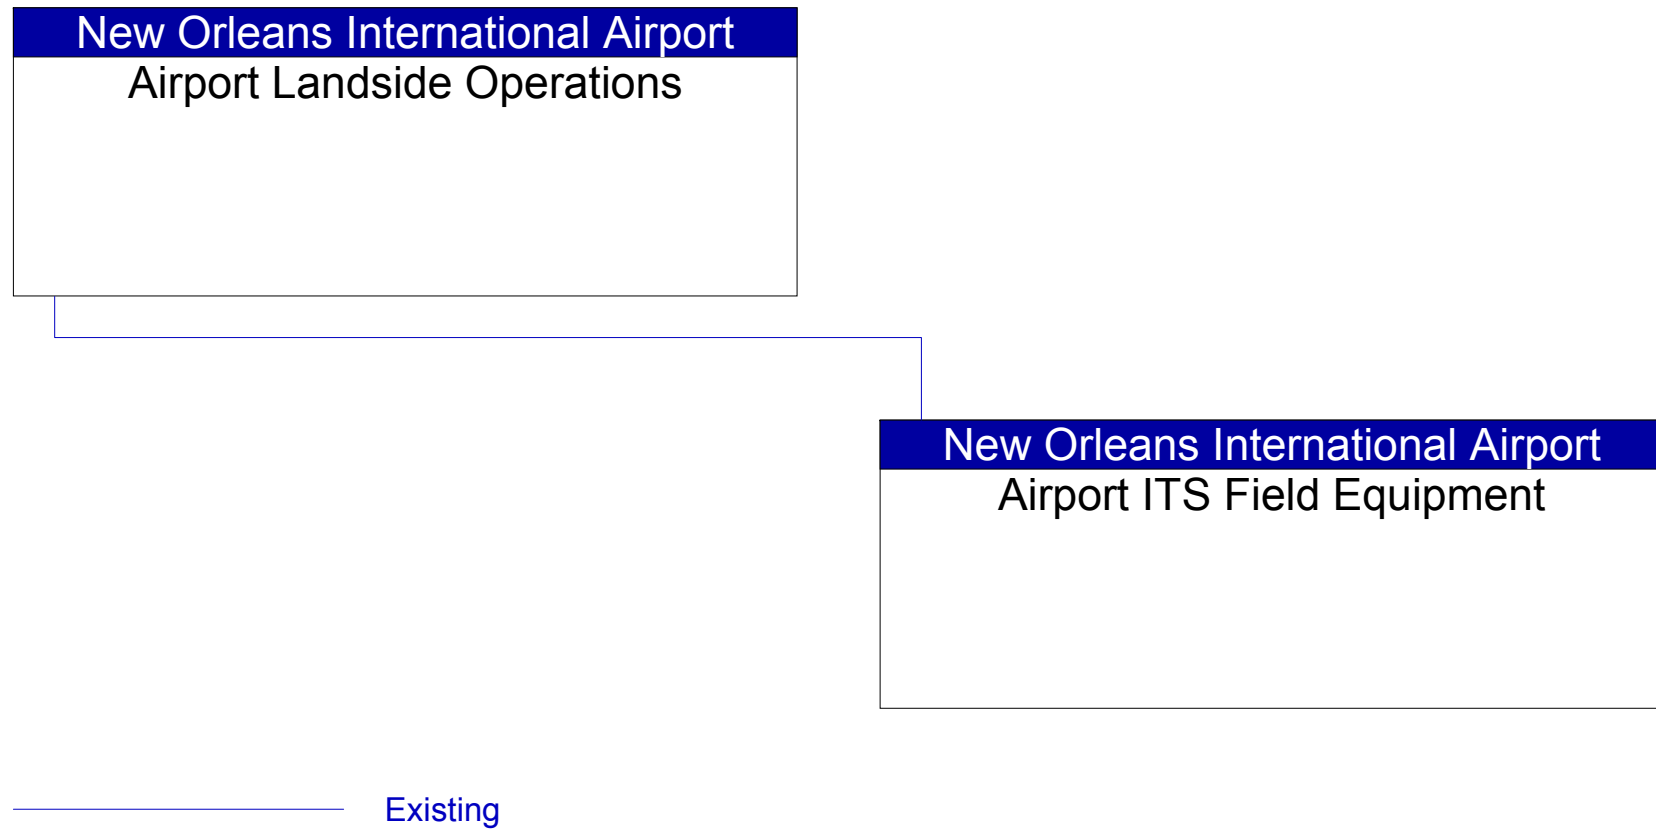 New Orleans International Airport
Airport Landside Operations
New Orleans International Airport
Airport ITS Field Equipment
Existing